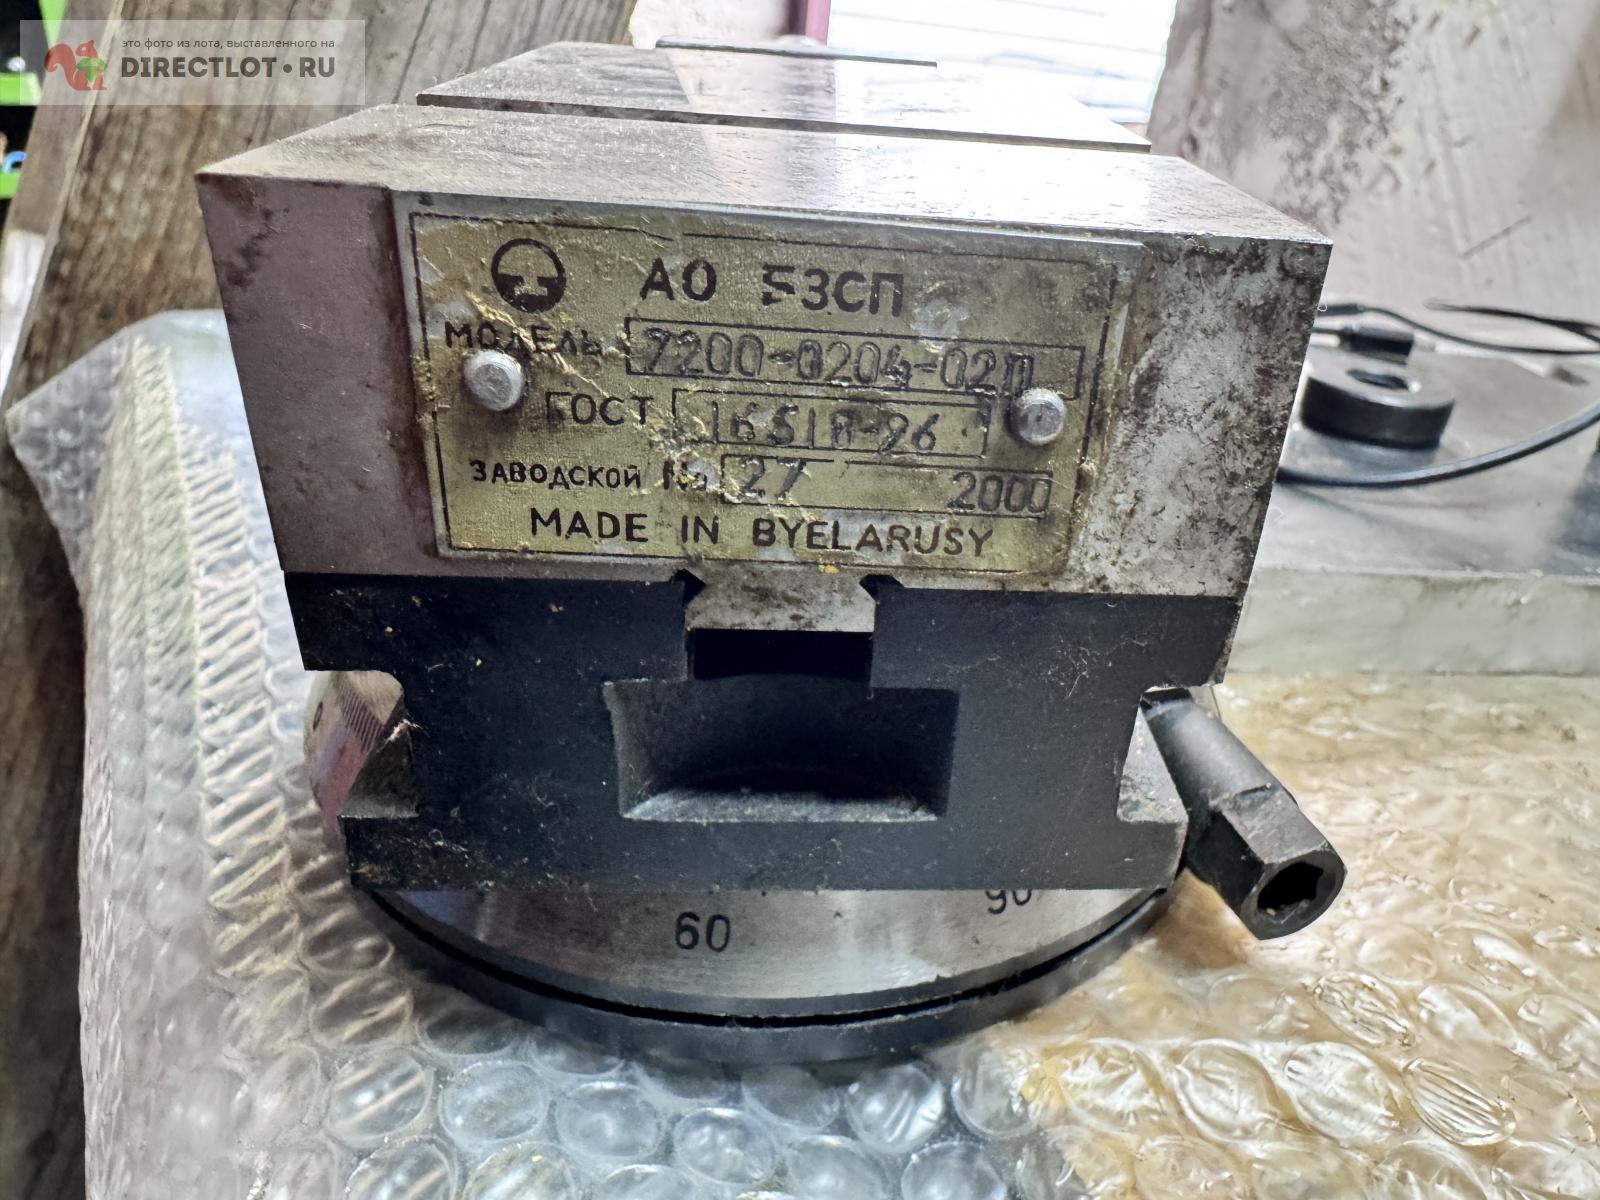 это фото из лота, выставленного на
DIRECTLOT•RU
АО БЗСП
МОДЕЛЬ 7200-0204-02П
ГОСТ 16518-96
ЗАВОДСКОЙ № 27 2000
MADE IN BYELARUSY
60
90